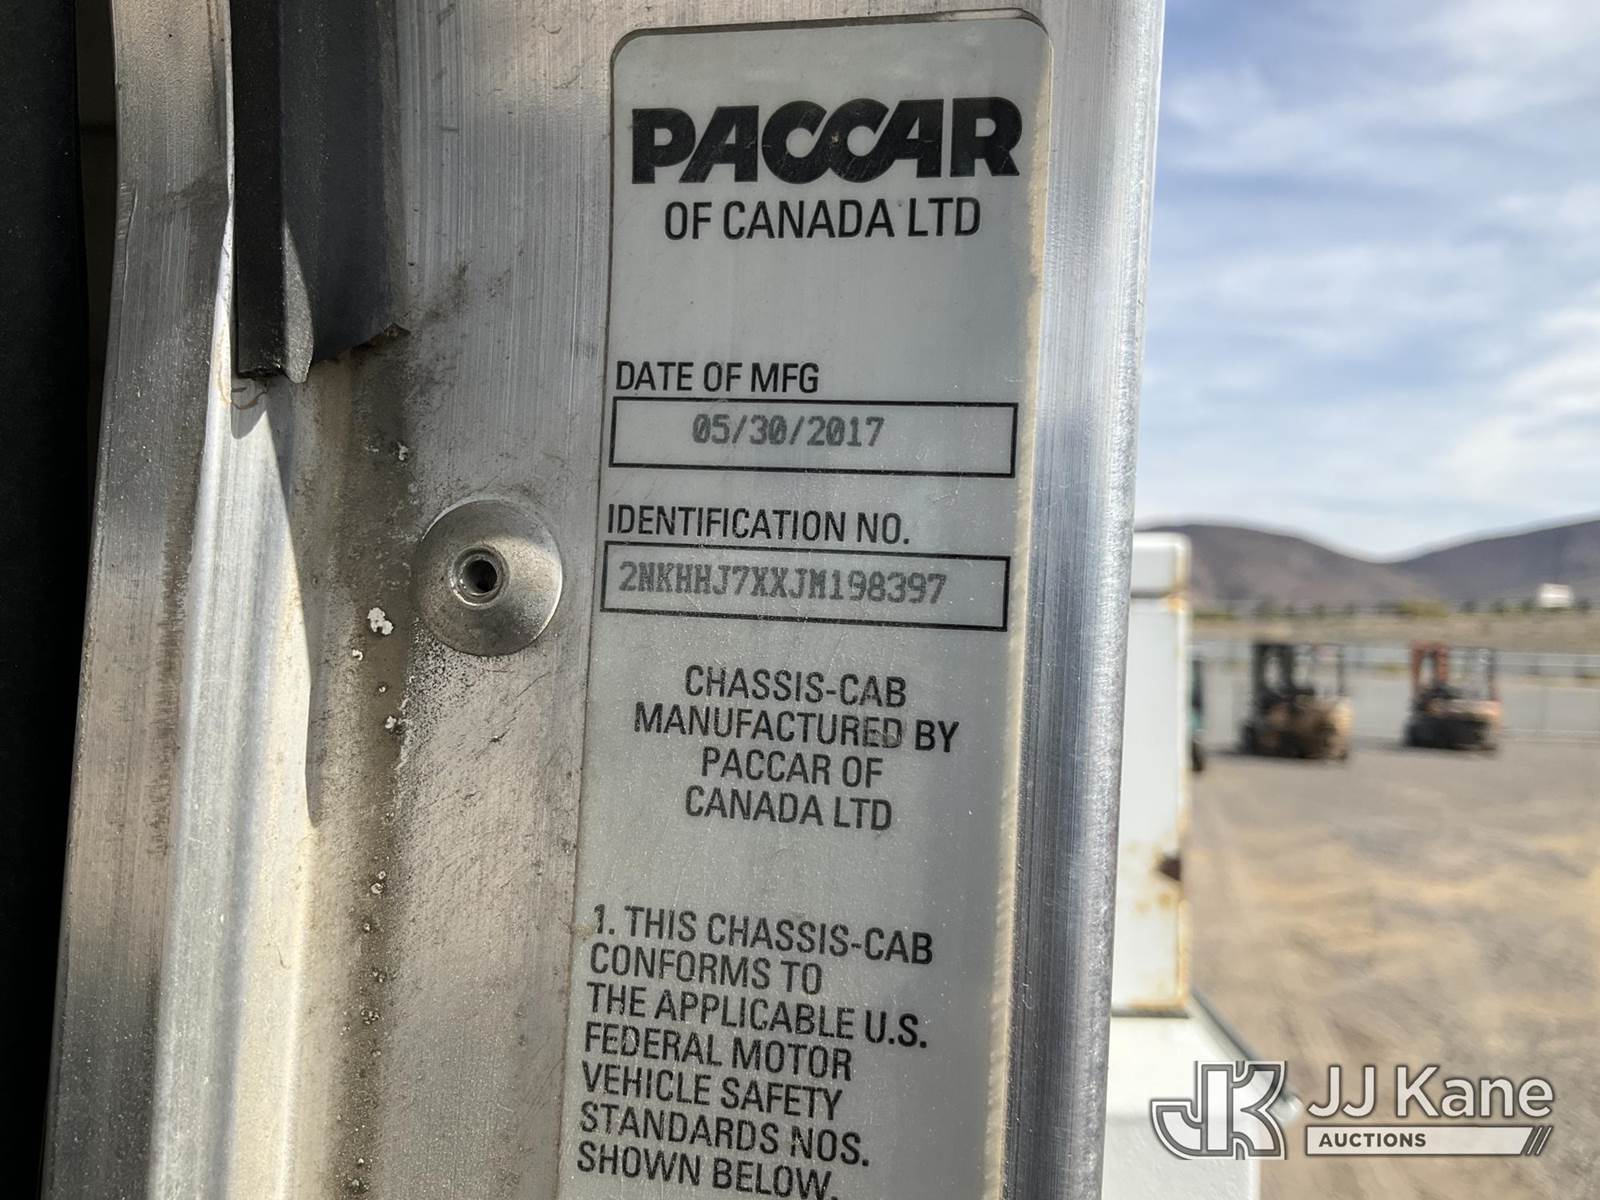 PACCAR
OF CANADA LTD
DATE OF MFG
05/30/2017
IDENTIFICATION NO.
2NKHHJ7XXJM198397
CHASSIS-CAB
MANUFACTURED BY
PACCAR OF
CANADA LTD
1. THIS CHASSIS-CAB
CONFORMS TO
THE APPLICABLE U.S.
FEDERAL MOTOR
VEHICLE SAFETY
STANDARDS NOS.
SHOWN BELOW.
JK JJ Kane
AUCTIONS